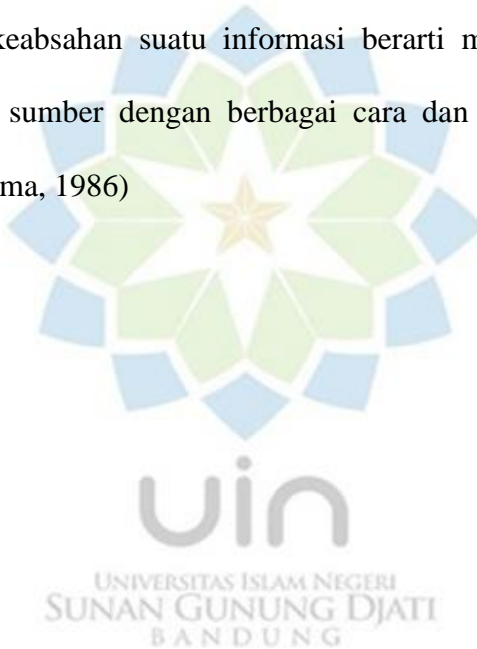 keabsahan suatu informasi berarti m
sumber dengan berbagai cara dan
ma, 1986)
uin
UNIVERSITAS ISLAM NEGERI
SUNAN GUNUNG DJATI
BANDUNG